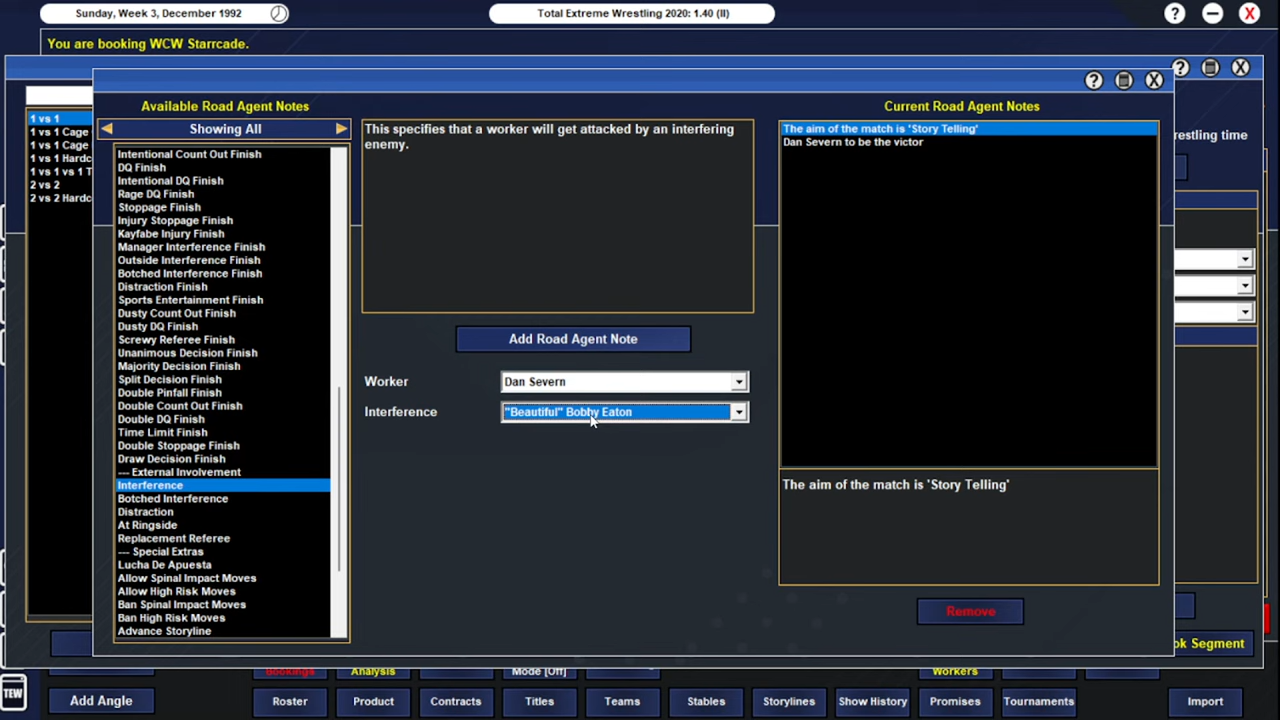 Sunday, Week 3, December 1992
Total Extreme Wrestling 2020: 1.40 (II)
?
X
You are booking WCW Starrcade.
?
X
?
X
Available Road Agent Notes
Current Road Agent Notes
Showing All
Intentional Count Out Finish
DQ Finish
Intentional DQ Finish
Rage DQ Finish
Stoppage Finish
Injury Stoppage Finish
Kayfabe Injury Finish
Manager Interference Finish
Outside Interference Finish
Botched Interference Finish
Distraction Finish
Sports Entertainment Finish
Dusty Count Out Finish
Dusty DQ Finish
Screwy Referee Finish
Unanimous Decision Finish
Majority Decision Finish
Split Decision Finish
Double Pinfall Finish
Double Count Out Finish
Double DQ Finish
Time Limit Finish
Double Stoppage Finish
Draw Decision Finish
--- External Involvement
Interference
Botched Interference
Distraction
At Ringside
Replacement Referee
--- Special Extras
Lucha De Apuesta
Allow Spinal Impact Moves
Allow High Risk Moves
Ban Spinal Impact Moves
Ban High Risk Moves
Advance Storyline
This specifies that a worker will get attacked by an interfering
enemy.
Add Road Agent Note
Worker
Dan Severn
Interference
"Beautiful" Bobby Eaton
The aim of the match is 'Story Telling'
Dan Severn to be the victor
The aim of the match is 'Story Telling'
Remove
1 vs 1
1 vs 1 Cage
1 vs 1 Cage
1 vs 1 Hardc
1 vs 1 vs 1 T
2 vs 2
2 vs 2 Hardc
restling time
ok Segment
Bookings
Analysis
Mode [Off]
Workers
TEW
Add Angle
Roster
Product
Contracts
Titles
Teams
Stables
Storylines
Show History
Promises
Tournaments
Import